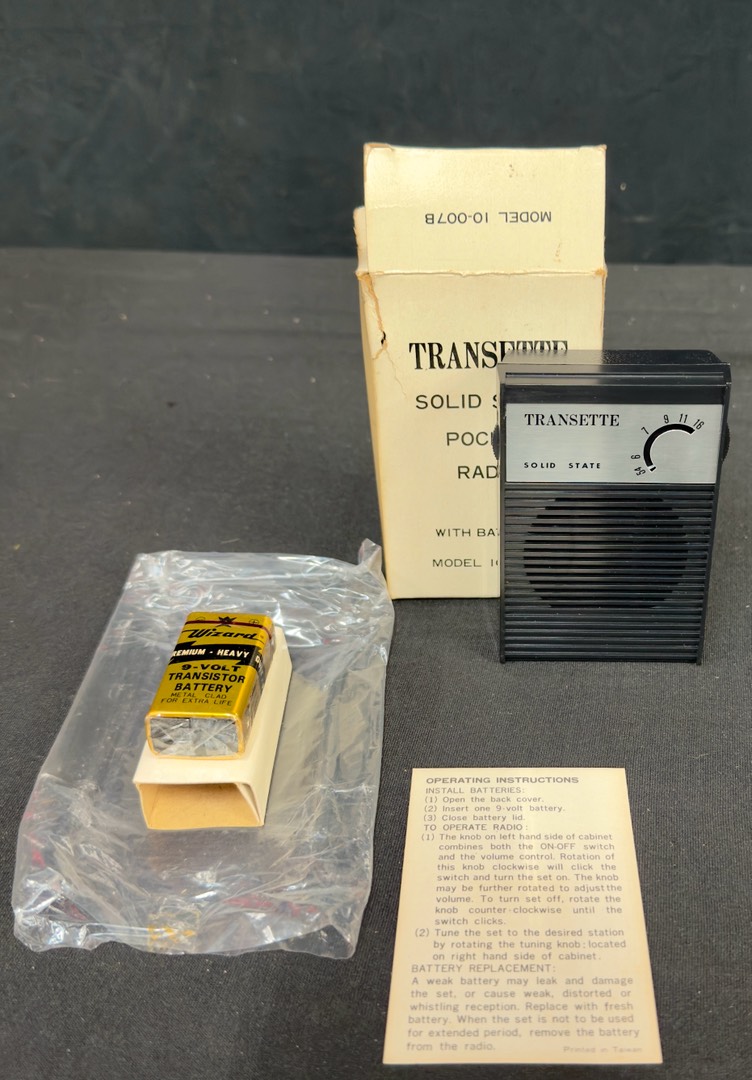 MODEL 10-007B
TRANSETTE
SOLID S
POC
RAD
WITH BA
MODEL 1
TRANSETTE
SOLID STATE
54 6 7 9 11 16
Wizard
REMIUM - HEAVY D
9-VOLT
TRANSISTOR
BATTERY
METAL CLAD
FOR EXTRA LIFE
OPERATING INSTRUCTIONS
INSTALL BATTERIES:
(1) Open the back cover.
(2) Insert one 9-volt battery.
(3) Close battery lid.
TO OPERATE RADIO :
(1) The knob on left hand side of cabinet
combines both the ON-OFF switch
and the volume control. Rotation of
this knob clockwise will click the
switch and turn the set on. The knob
may be further rotated to adjust the
volume. To turn set off, rotate the
knob counter-clockwise until the
switch clicks.
(2) Tune the set to the desired station
by rotating the tuning knob ; located
on right hand side of cabinet.
BATTERY REPLACEMENT:
A weak battery may leak and damage
the set, or cause weak, distorted or
whistling reception. Replace with fresh
battery. When the set is not to be used
for extended period, remove the battery
from the radio.
Printed in Taiwan